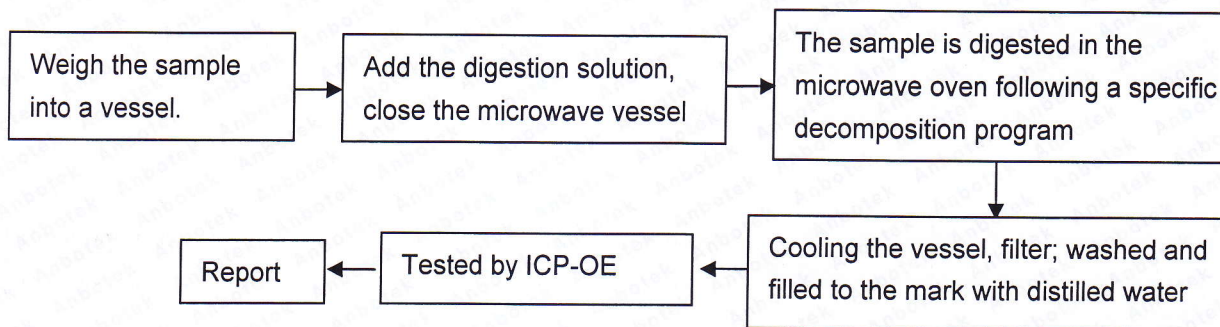 Weigh the sample
into a vessel.
Add the digestion solution,
close the microwave vessel
The sample is digested in the
microwave oven following a specific
decomposition program
Cooling the vessel, filter; washed and
filled to the mark with distilled water
Tested by ICP-OE
Report
Anbotek